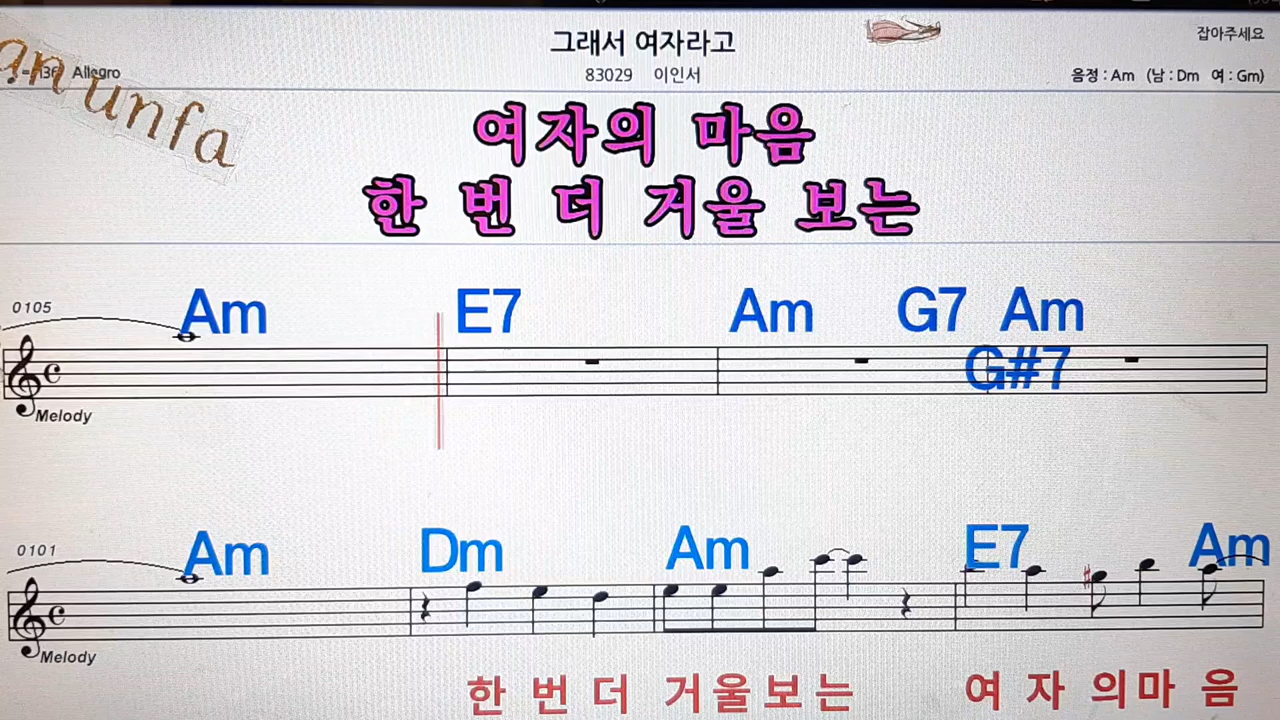 그래서 여자라고
잡아주세요
Allegro
83029 이인서
음정 : Am (남 : Dm 여 : Gm)
an unfa
여자의 마음
한 번 더 거울 보는
0105
Am E7 Am G7 Am
G#7
Melody
0101
Am Dm Am E7 Am
Melody
한 번 더 거울보는 여 자 의마 음